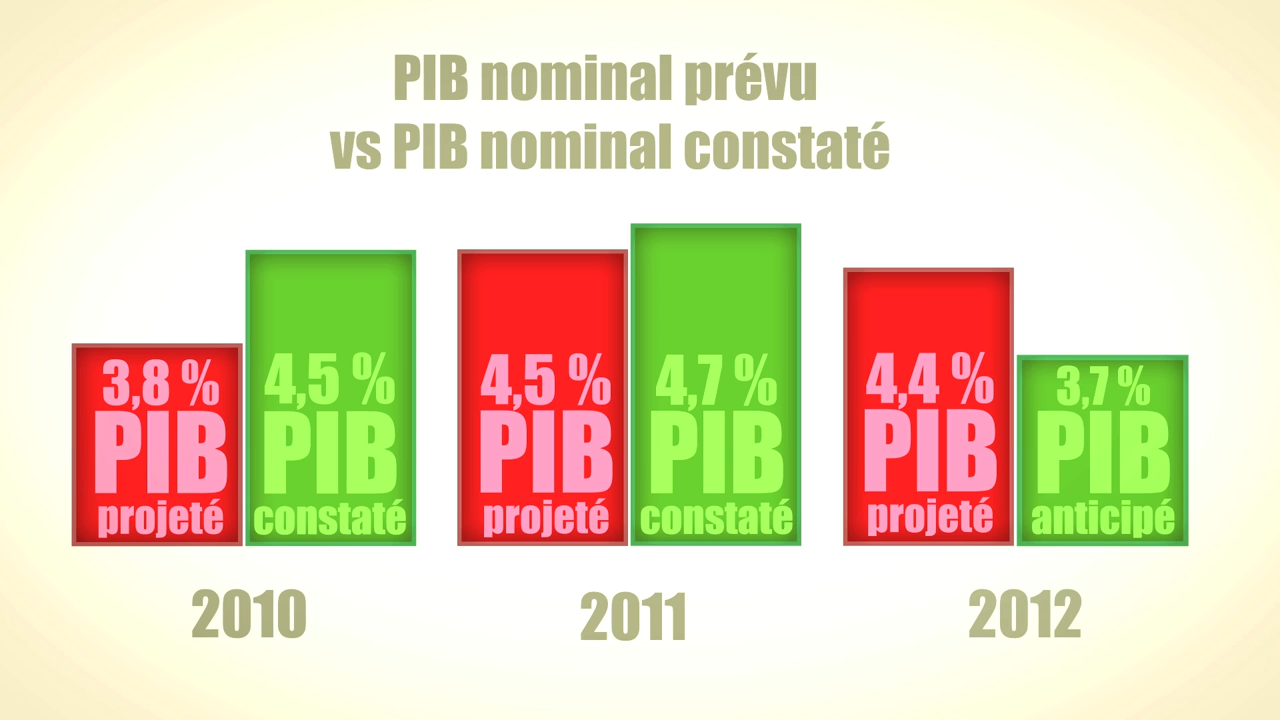 PIB nominal prévu
vs PIB nominal constaté
3,8 %
PIB
projeté
4,5 %
PIB
constaté
4,5 %
PIB
projeté
4,7 %
PIB
constaté
4,4 %
PIB
projeté
3,7 %
PIB
anticipé
2010
2011
2012